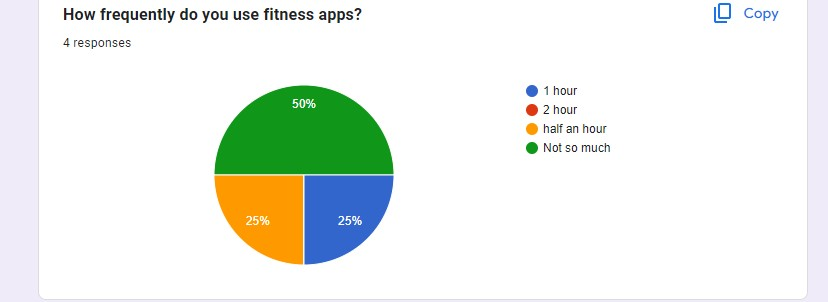 How frequently do you use fitness apps?
Copy
4 responses
50%
25%
25%
1 hour
2 hour
half an hour
Not so much